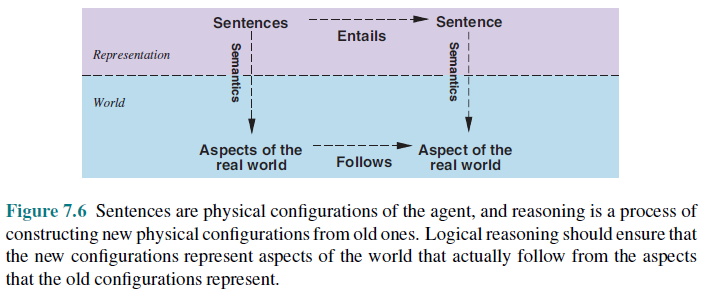 Sentences Sentence
Entails
Representation
Semantics Semantics
World
Aspects of the Aspect of the
real world Follows real world
Figure 7.6 Sentences are physical configurations of the agent, and reasoning is a process of
constructing new physical configurations from old ones. Logical reasoning should ensure that
the new configurations represent aspects of the world that actually follow from the aspects
that the old configurations represent.